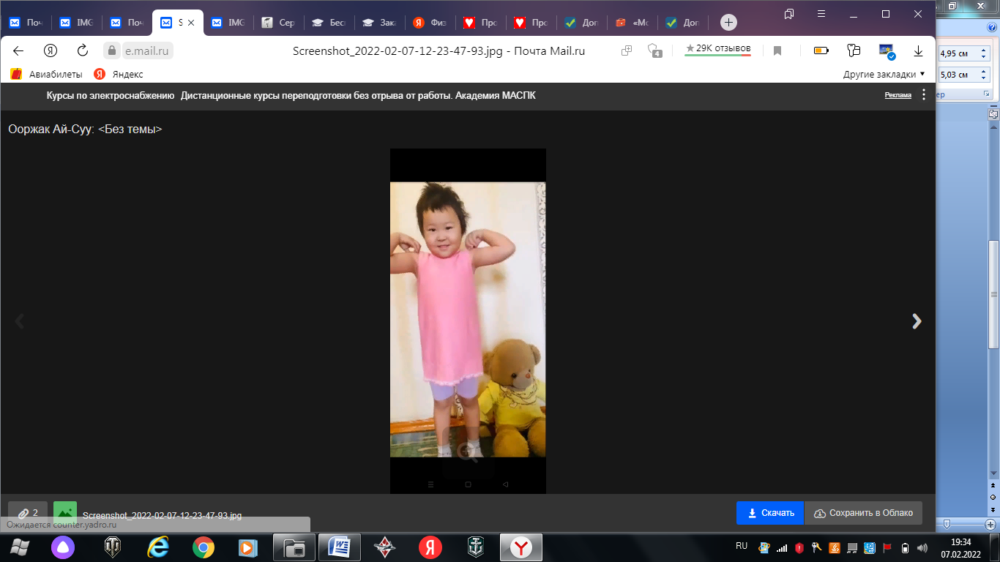 Поч
IMG
Поч
S
IMG
Сер
Бесп
Зака
Физ
Про
Про
Доп
«Мо
Доп
e.mail.ru
Screenshot_2022-02-07-12-23-47-93.jpg - Почта Mail.ru
4
29K отзывов
Авиабилеты
Яндекс
Другие закладки
4,95 см
5,03 см
ер
Курсы по электроснабжению Дистанционные курсы переподготовки без отрыва от работы. Академия МАСПК
Реклама
Ооржак Ай-Суу: <Без темы>
2
Screenshot_2022-02-07-12-23-47-93.jpg
Скачать
Сохранить в Облако
Ожидается counter.yadro.ru
RU
19:34
07.02.2022